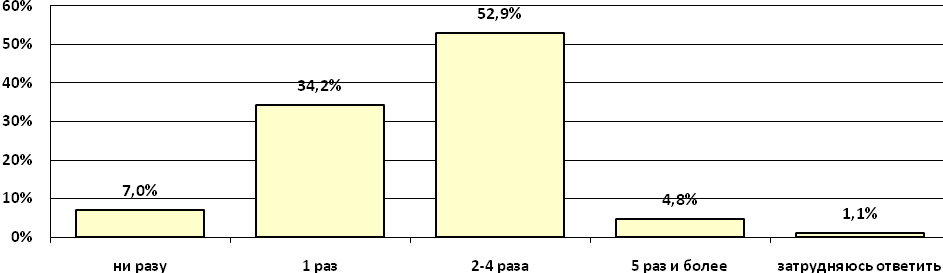 60%
52,9%
50%
40%
34,2%
30%
20%
10%
7,0%
4,8%
1,1%
0%
ни разу
1 раз
2-4 раза
5 раз и более
затрудняюсь ответить